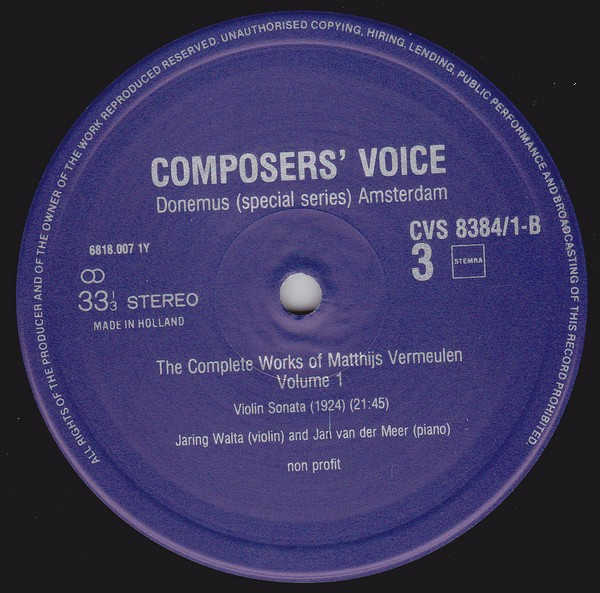 ALL RIGHTS OF THE PRODUCER AND OF THE OWNER OF THE WORK REPRODUCED RESERVED. UNAUTHORISED COPYING, HIRING, LENDING, PUBLIC PERFORMANCE AND BROADCASTING OF THIS RECORD PROHIBITED.
COMPOSERS' VOICE
Donemus (special series) Amsterdam
CVS 8384/1-B
6818.007 1Y
3
STEMRA
33 1/3 STEREO
MADE IN HOLLAND
The Complete Works of Matthijs Vermeulen
Volume 1
Violin Sonata (1924) (21:45)
Jaring Walta (violin) and Jan van der Meer (piano)
non profit